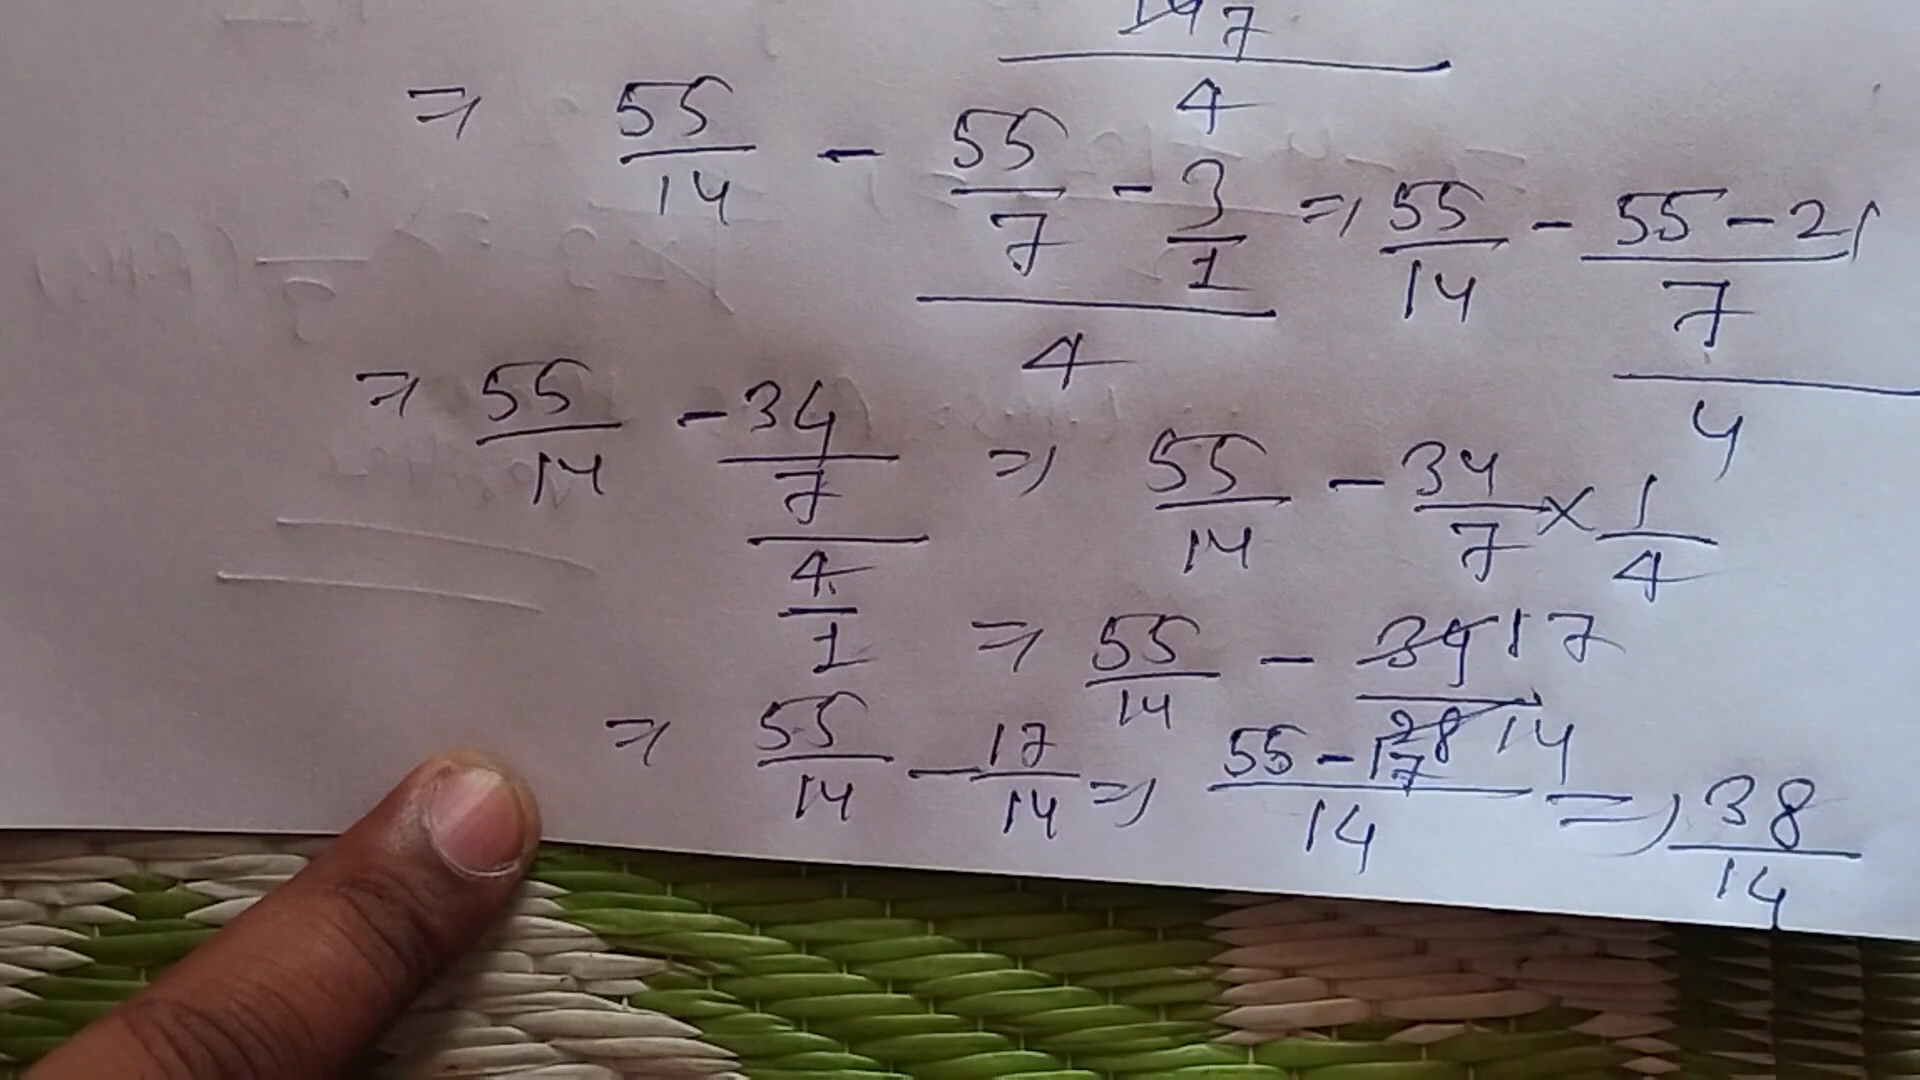 14 7
4
⇒ 55/14 - (55/7 - 3/1)/4 ⇒ 55/14 - ((55-21)/7)/4
⇒ 55/14 - (34/7)/(4/1) ⇒ 55/14 - 34/7 × 1/4
⇒ 55/14 - 34 17/28 14
⇒ 55/14 - 17/14 ⇒ (55-17)/14 ⇒ 38/14